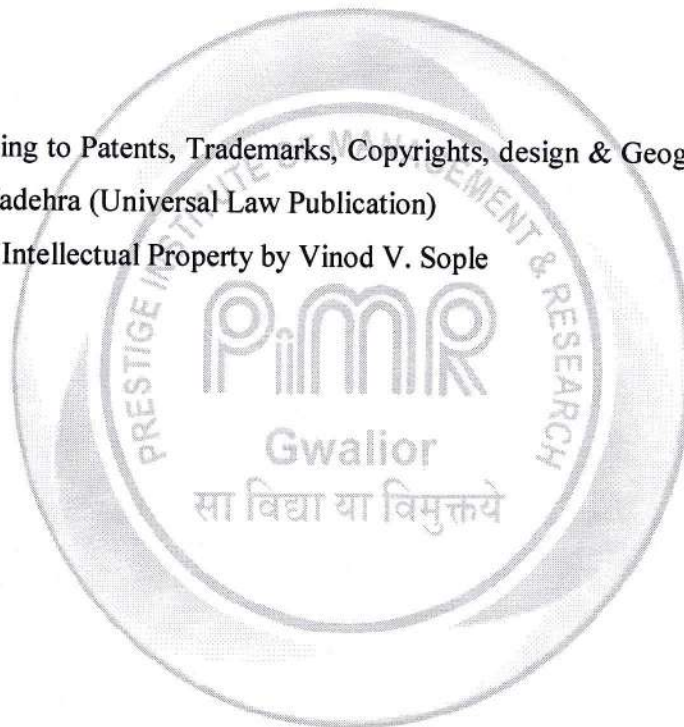 ing to Patents, Trademarks, Copyrights, design & Geog
adehra (Universal Law Publication)
Intellectual Property by Vinod V. Sople
PRESTIGE INSTITUTE OF MANAGEMENT & RESEARCH
PiMR
Gwalior
सा विद्या या विमुक्तये